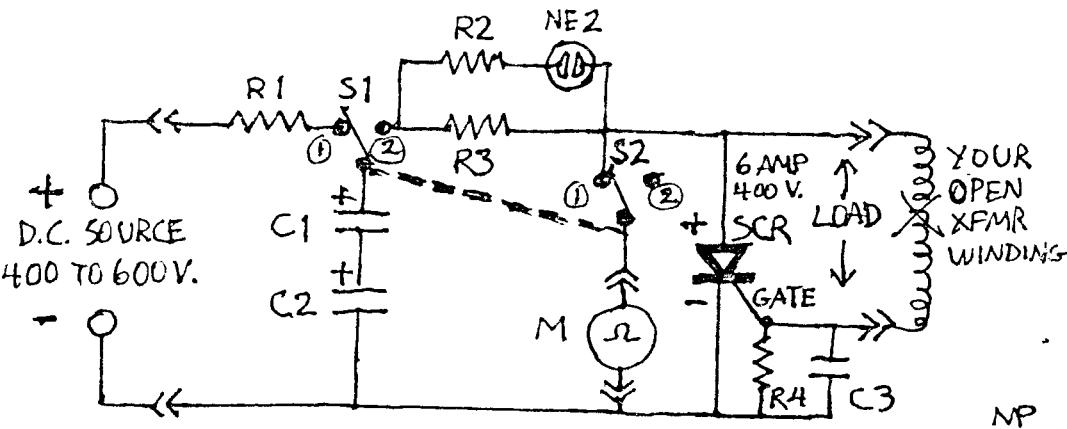 R2
NE2
R1
S1
①
②
R3
S2
①
②
+
D.C. SOURCE
400 TO 600V.
-
+
C1
+
C2
M
Ω
6 AMP
400 V.
+
SCR
-
GATE
LOAD
R4
C3
YOUR
OPEN
XFMR
WINDING
NP